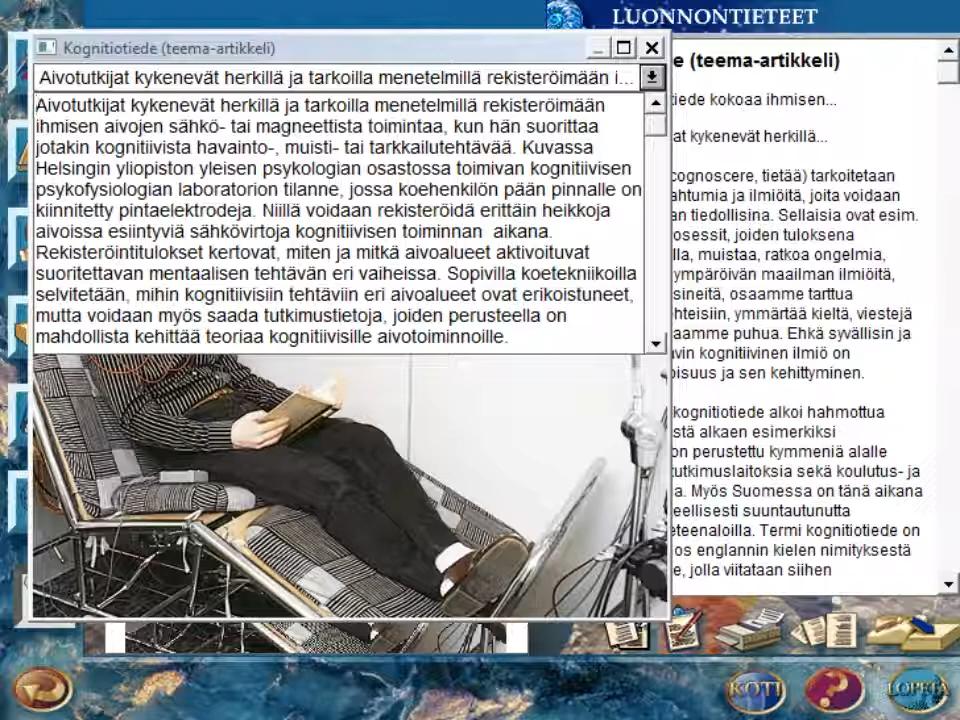 LUONNONTIETEET
Kognitiotiede (teema-artikkeli)
Aivotutkijat kykenevät herkillä ja tarkoilla menetelmillä rekisteröimään i...
Aivotutkijat kykenevät herkillä ja tarkoilla menetelmillä rekisteröimään
ihmisen aivojen sähkö- tai magneettista toimintaa, kun hän suorittaa
jotakin kognitiivista havainto-, muisti- tai tarkkailutehtävää. Kuvassa
Helsingin yliopiston yleisen psykologian osastossa toimivan kognitiivisen
psykofysiologian laboratorion tilanne, jossa koehenkilön pään pinnalle on
kiinnitetty pintaelektrodeja. Niillä voidaan rekisteröidä erittäin heikkoja
aivoissa esiintyviä sähkövirtoja kognitiivisen toiminnan aikana.
Rekisteröintitulokset kertovat, miten ja mitkä aivoalueet aktivoituvat
suoritettavan mentaalisen tehtävän eri vaiheissa. Sopivilla koetekniikoilla
selvitetään, mihin kognitiivisiin tehtäviin eri aivoalueet ovat erikoistuneet,
mutta voidaan myös saada tutkimustietoja, joiden perusteella on
mahdollista kehittää teoriaa kognitiivisille aivotoiminnoille.
e (teema-artikkeli)
iede kokoaa ihmisen...
at kykenevät herkillä...
cognoscere, tietää) tarkoitetaan
ahtumia ja ilmiöitä, joita voidaan
an tiedollisina. Sellaisia ovat esim.
osessit, joiden tuloksena
lla, muistaa, ratkoa ongelmia,
ympäröivän maailman ilmiöitä,
sineitä, osaamme tarttua
hteisiin, ymmärtää kieltä, viestejä
aamme puhua. Ehkä syvällisin ja
vin kognitiivinen ilmiö on
oisuus ja sen kehittyminen.
kognitiotiede alkoi hahmottua
stä alkaen esimerkiksi
on perustettu kymmeniä alalle
tutkimuslaitoksia sekä koulutus- ja
a. Myös Suomessa on tänä aikana
eellisesti suuntautunutta
eteenaloilla. Termi kognitiotiede on
os englannin kielen nimityksestä
e, jolla viitataan siihen
KOTI
LOPETA